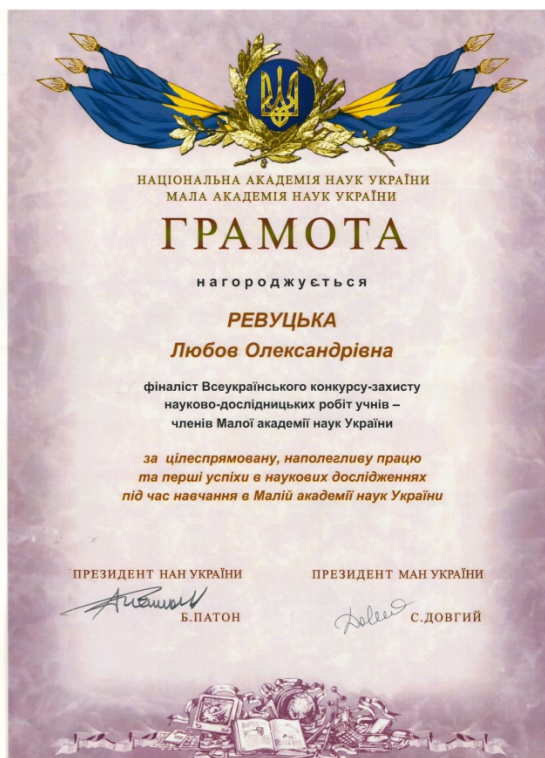 НАЦІОНАЛЬНА АКАДЕМІЯ НАУК УКРАЇНИ
МАЛА АКАДЕМІЯ НАУК УКРАЇНИ
ГРАМОТА
нагороджується
РЕВУЦЬКА
Любов Олександрівна
фіналіст Всеукраїнського конкурсу-захисту
науково-дослідницьких робіт учнів –
членів Малої академії наук України
за цілеспрямовану, наполегливу працю
та перші успіхи в наукових дослідженнях
під час навчання в Малій академії наук України
ПРЕЗИДЕНТ НАН УКРАЇНИ
Б.ПАТОН
ПРЕЗИДЕНТ МАН УКРАЇНИ
С.ДОВГИЙ